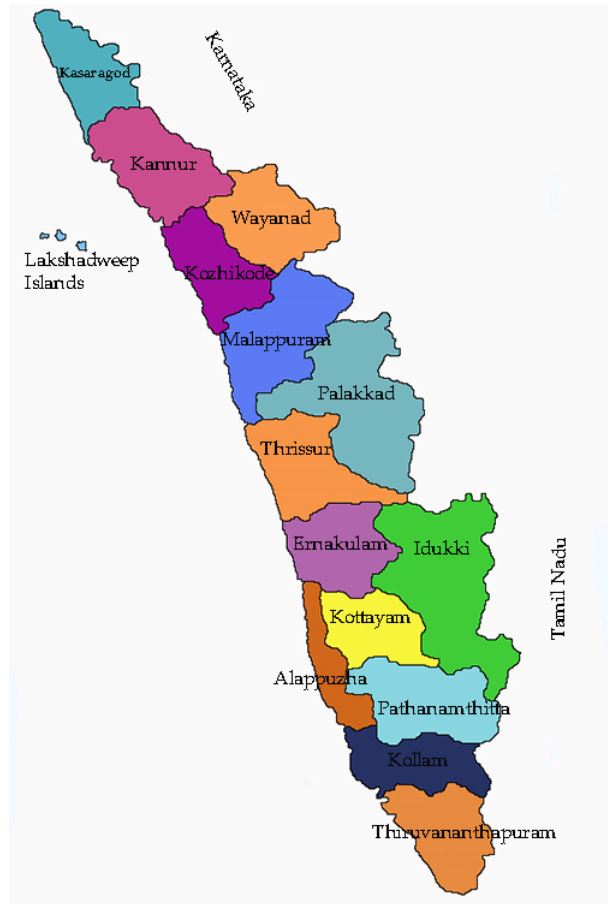 Karnataka
Kasaragod
Kannur
Wayanad
Lakshadweep
Islands
Kozhikode
Malappuram
Palakkad
Thrissur
Ernakulam
Idukki
Tamil Nadu
Kottayam
Alappuzha
Pathanamthitta
Kollam
Thiruvananthapuram